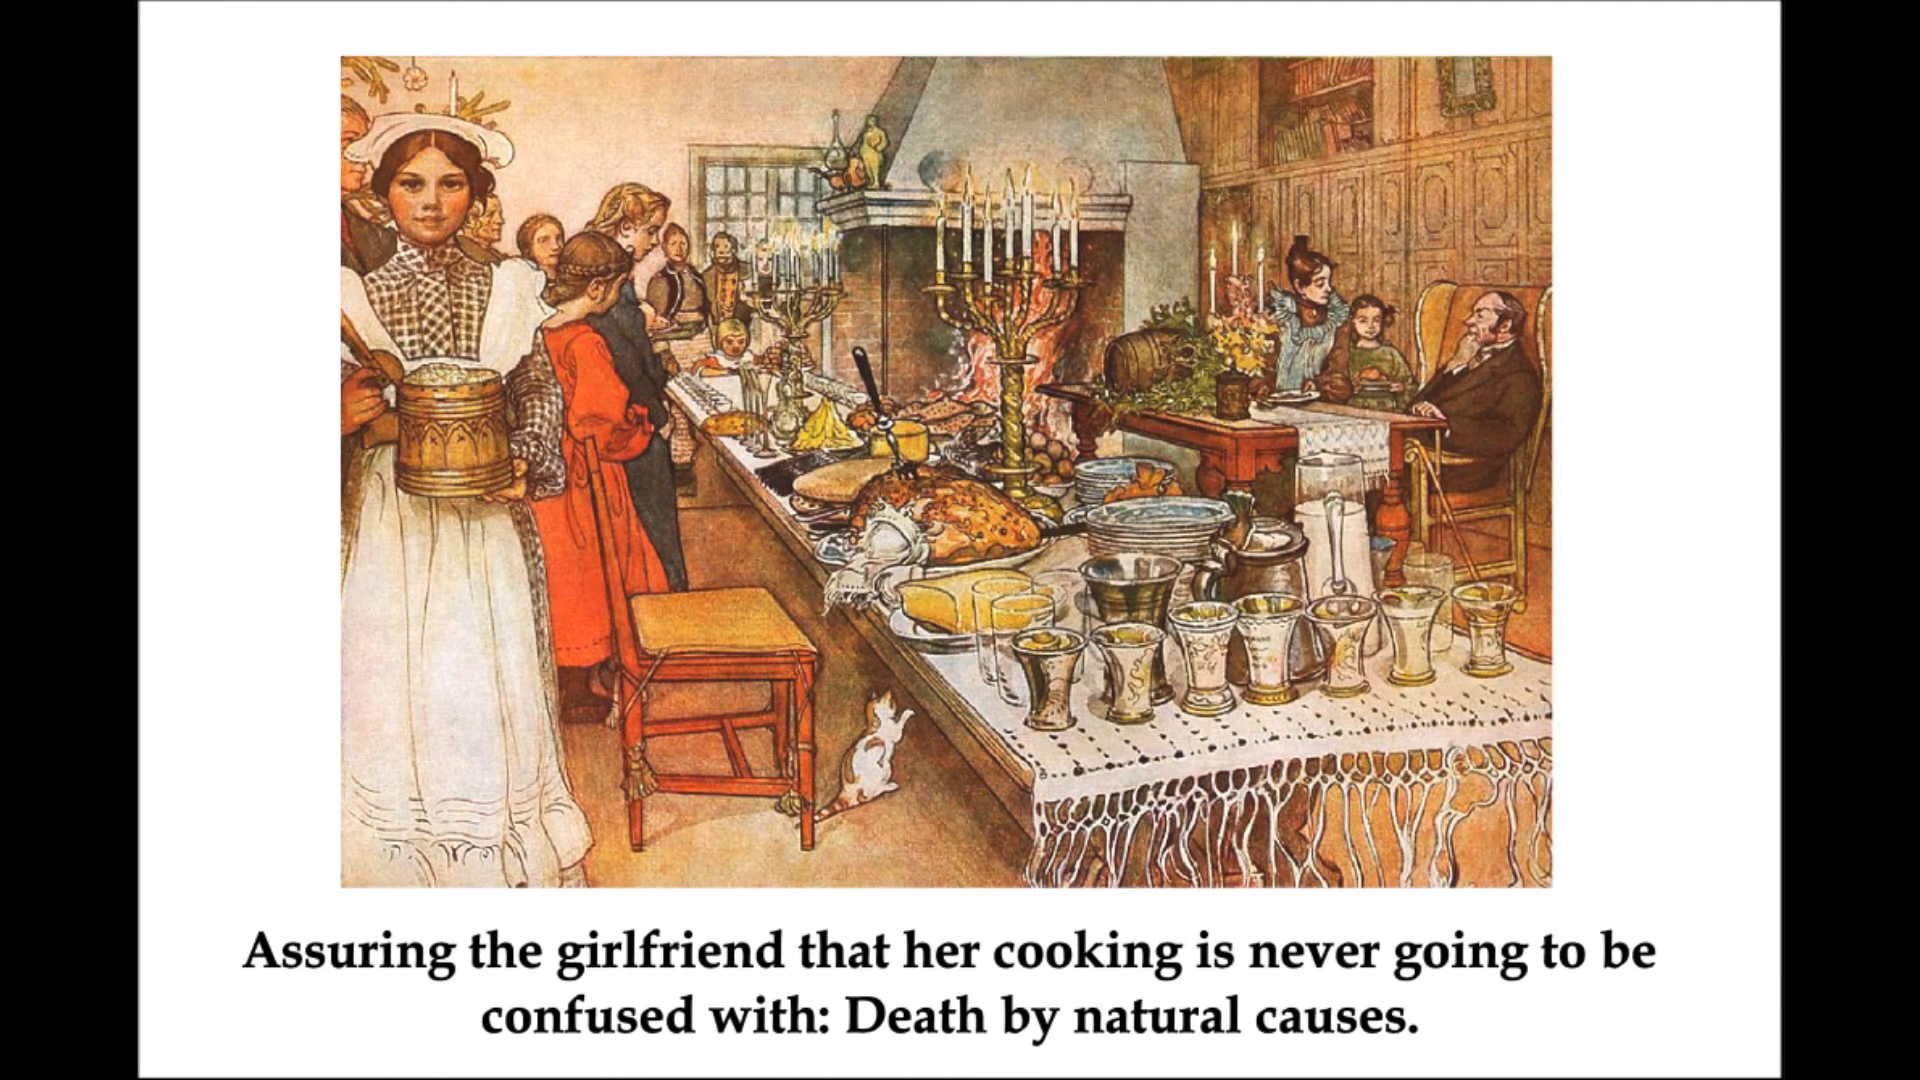 Assuring the girlfriend that her cooking is never going to be
confused with: Death by natural causes.